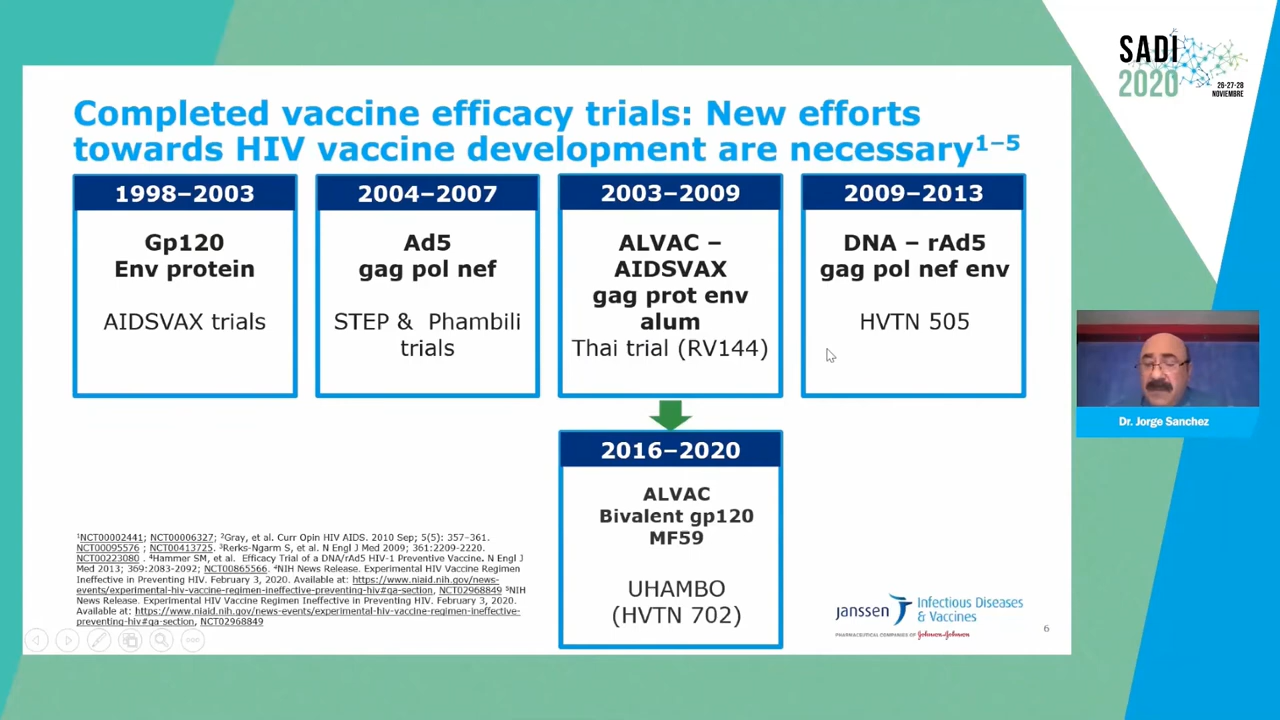 SADI
2020
26-27-28
NOVIEMBRE
Completed vaccine efficacy trials: New efforts
towards HIV vaccine development are necessary¹⁻⁵
1998–2003
Gp120
Env protein
AIDSVAX trials
2004–2007
Ad5
gag pol nef
STEP & Phambili
trials
2003–2009
ALVAC –
AIDSVAX
gag prot env
alum
Thai trial (RV144)
2009–2013
DNA – rAd5
gag pol nef env
HVTN 505
2016–2020
ALVAC
Bivalent gp120
MF59
UHAMBO
(HVTN 702)
¹NCT00002441; NCT00006327; ²Gray, et al. Curr Opin HIV AIDS. 2010 Sep; 5(5): 357–361.
NCT00095576 ; NCT00413725. ³Rerks-Ngarm S, et al. N Engl J Med 2009; 361:2209-2220.
NCT00223080 . ⁴Hammer SM, et al. Efficacy Trial of a DNA/rAd5 HIV-1 Preventive Vaccine. N Engl J
Med 2013; 369:2083-2092; NCT00865566. ⁴NIH News Release. Experimental HIV Vaccine Regimen
Ineffective in Preventing HIV. February 3, 2020. Available at: https://www.niaid.nih.gov/news-
events/experimental-hiv-vaccine-regimen-ineffective-preventing-hiv#qa-section, NCT02968849 ⁵NIH
News Release. Experimental HIV Vaccine Regimen Ineffective in Preventing HIV. February 3, 2020.
Available at: https://www.niaid.nih.gov/news-events/experimental-hiv-vaccine-regimen-ineffective-
preventing-hiv#qa-section, NCT02968849
janssen
Infectious Diseases
& Vaccines
PHARMACEUTICAL COMPANIES OF Johnson & Johnson
6
Dr. Jorge Sanchez